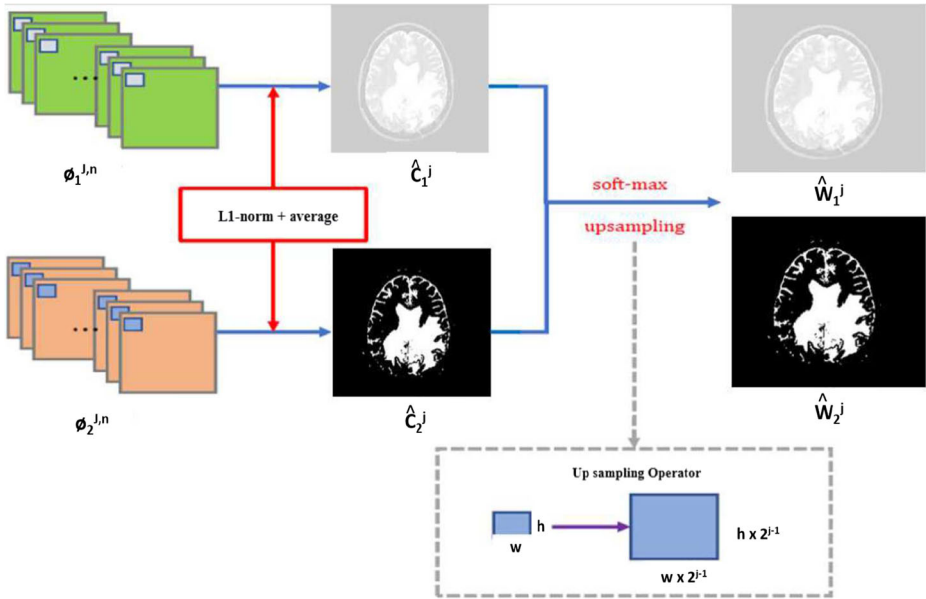 ...
ø₁ᴶ,ⁿ
Ĉ₁ʲ
Ŵ₁ʲ
soft-max
L1-norm + average
upsampling
...
ø₂ᴶ,ⁿ
Ĉ₂ʲ
Ŵ₂ʲ
Up sampling Operator
h
w
h x 2ʲ⁻¹
w x 2ʲ⁻¹